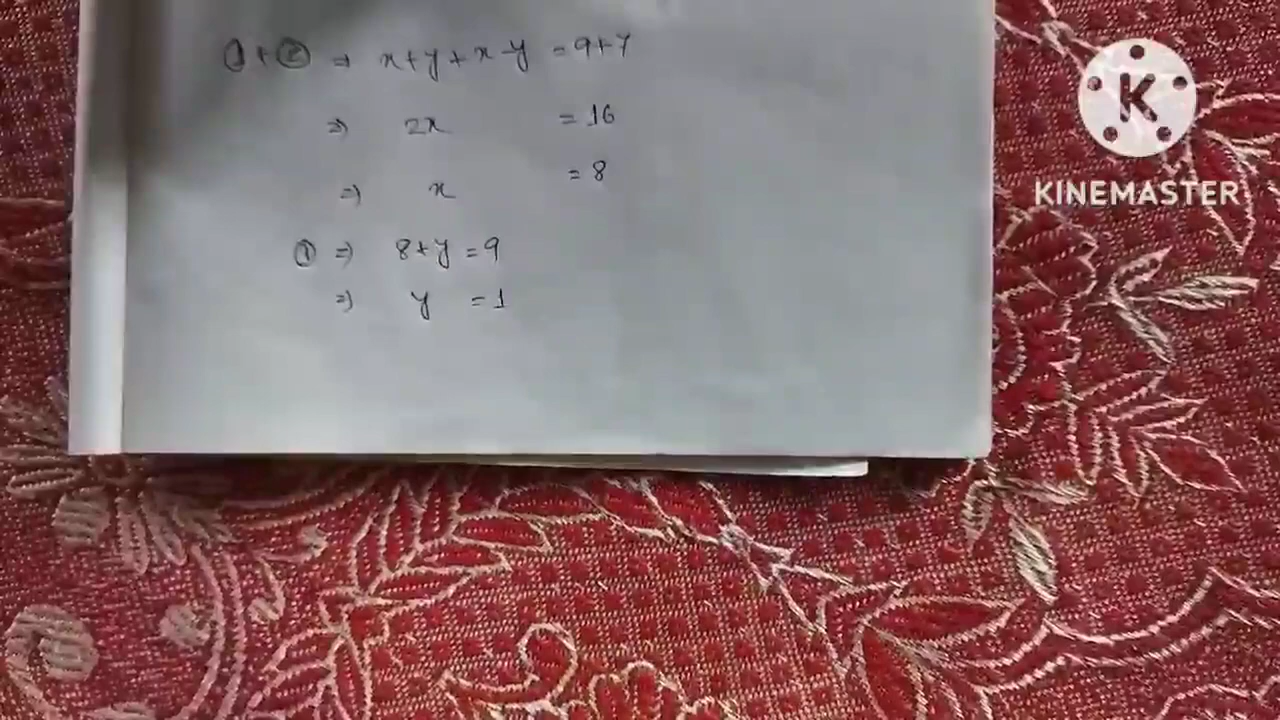 ① + ② ⇒ x+y+x-y = 9+7
⇒ 2x = 16
⇒ x = 8
① ⇒ 8+y = 9
⇒ y = 1
K
KINEMASTER